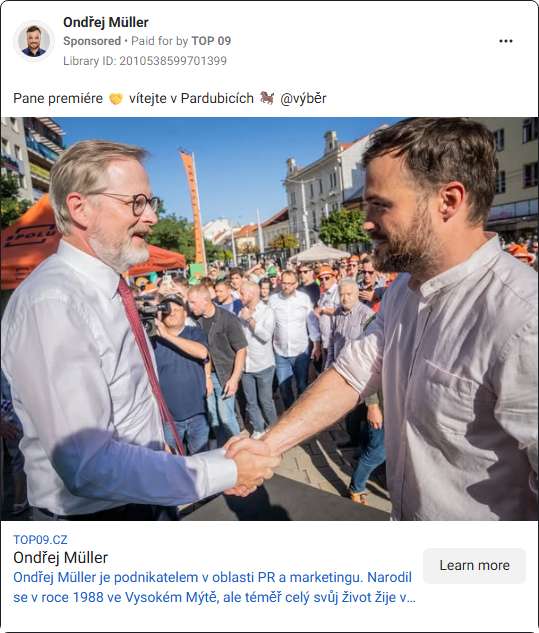 Ondřej Müller
Sponsored • Paid for by TOP 09
Library ID: 2010538599701399
Pane premiére 🤝 vítejte v Pardubicích 🐎 @výběr
SPOLU
TOP09.CZ
Ondřej Müller
Ondřej Müller je podnikatelem v oblasti PR a marketingu. Narodil
se v roce 1988 ve Vysokém Mýtě, ale téměř celý svůj život žije v…
Learn more